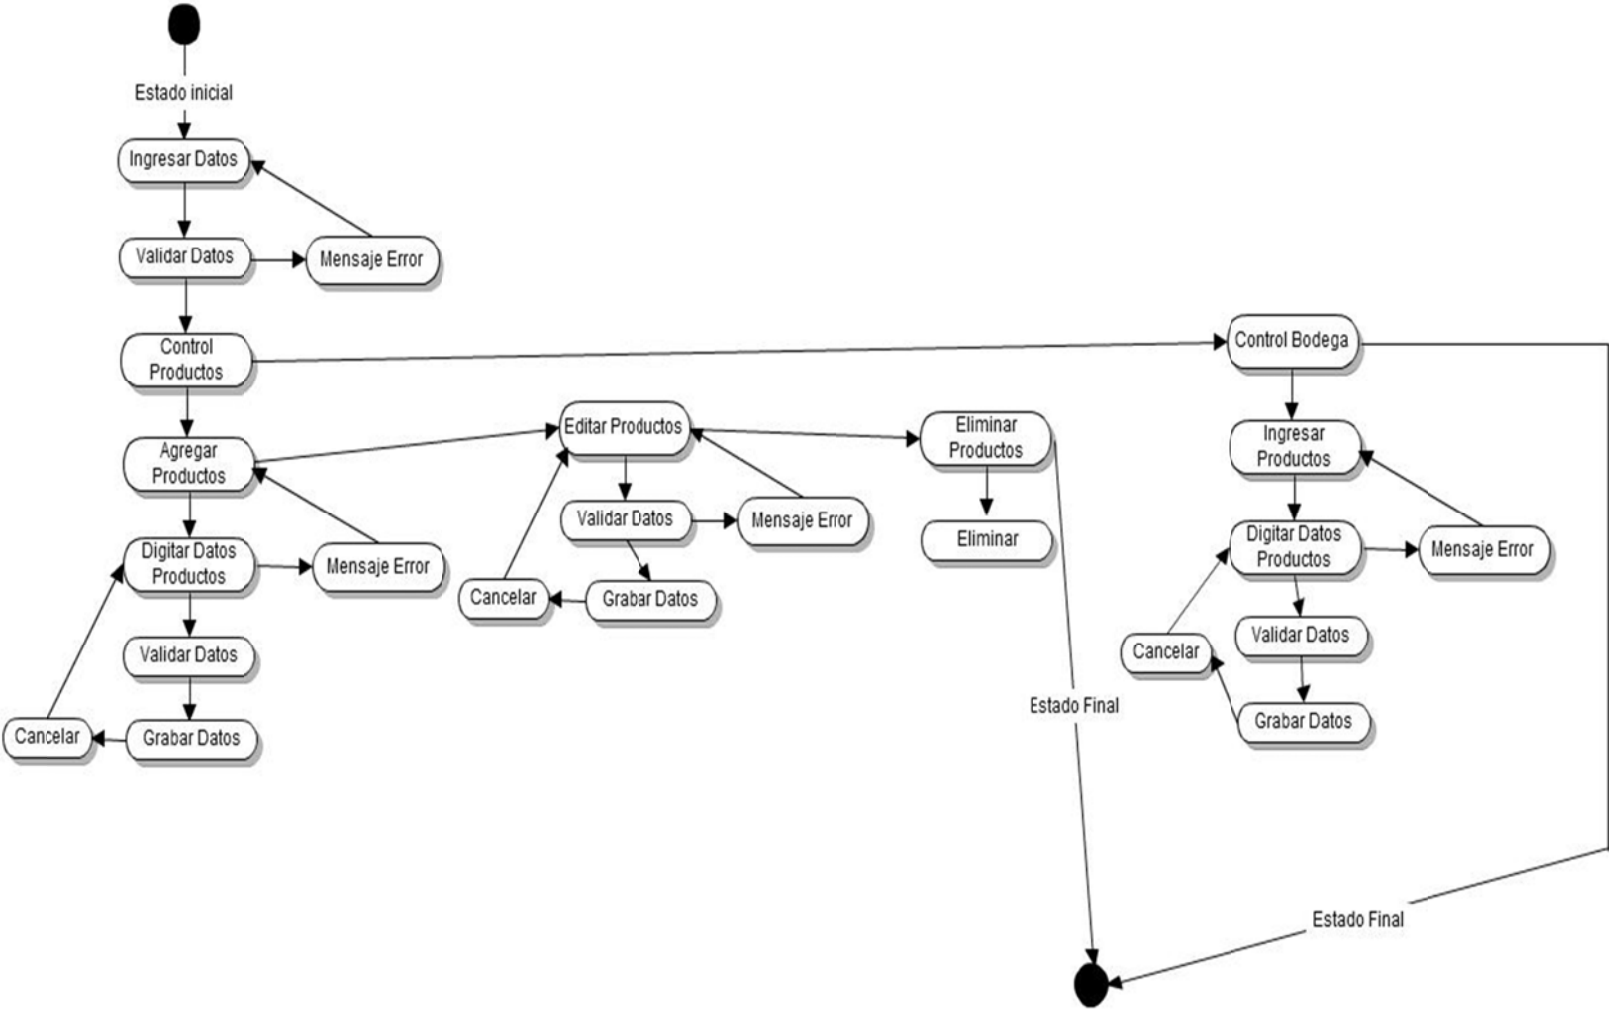 Estado inicial
Ingresar Datos
Validar Datos
Mensaje Error
Control
Productos
Agregar
Productos
Digitar Datos
Productos
Mensaje Error
Validar Datos
Grabar Datos
Cancelar
Editar Productos
Validar Datos
Mensaje Error
Grabar Datos
Cancelar
Eliminar
Productos
Eliminar
Estado Final
Control Bodega
Ingresar
Productos
Digitar Datos
Productos
Mensaje Error
Validar Datos
Cancelar
Grabar Datos
Estado Final